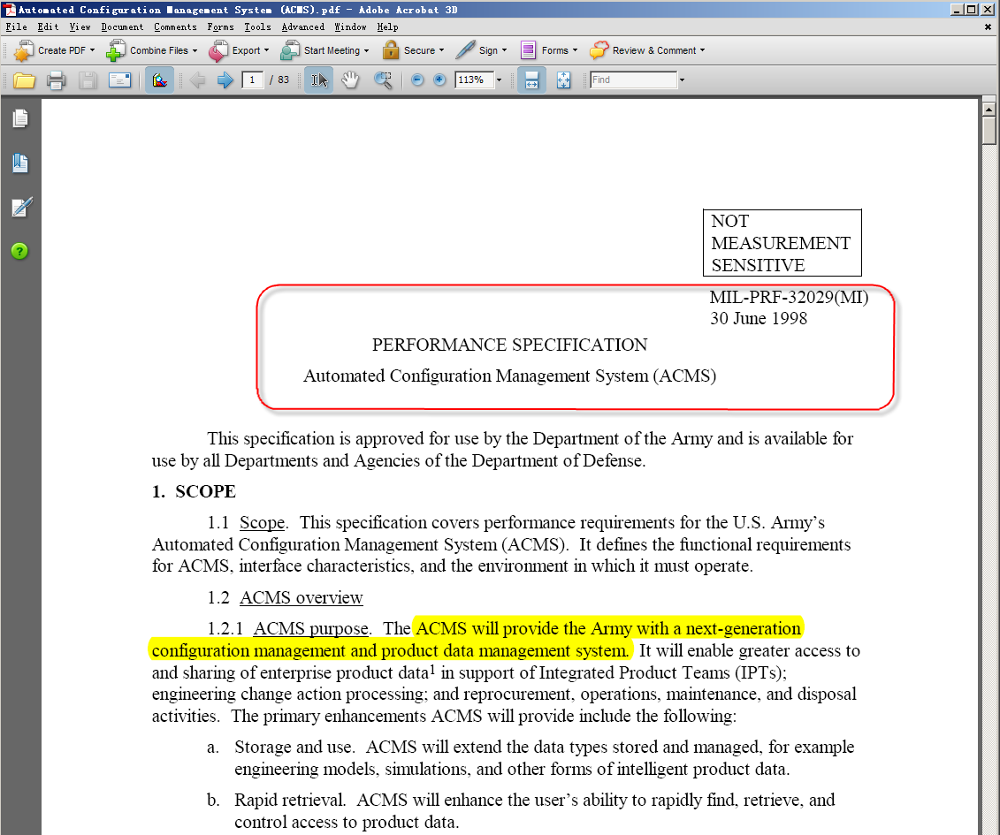 Automated Configuration Management System (ACMS).pdf - Adobe Acrobat 3D
File Edit View Document Comments Forms Tools Advanced Window Help
Create PDF Combine Files Export Start Meeting Secure Sign Forms Review & Comment
1 / 83 113% Find
NOT
MEASUREMENT
SENSITIVE
MIL-PRF-32029(MI)
30 June 1998
PERFORMANCE SPECIFICATION
Automated Configuration Management System (ACMS)
This specification is approved for use by the Department of the Army and is available for
use by all Departments and Agencies of the Department of Defense.
1. SCOPE
1.1 Scope. This specification covers performance requirements for the U.S. Army's
Automated Configuration Management System (ACMS). It defines the functional requirements
for ACMS, interface characteristics, and the environment in which it must operate.
1.2 ACMS overview
1.2.1 ACMS purpose. The ACMS will provide the Army with a next-generation
configuration management and product data management system. It will enable greater access to
and sharing of enterprise product data¹ in support of Integrated Product Teams (IPTs);
engineering change action processing; and reprocurement, operations, maintenance, and disposal
activities. The primary enhancements ACMS will provide include the following:
a. Storage and use. ACMS will extend the data types stored and managed, for example
engineering models, simulations, and other forms of intelligent product data.
b. Rapid retrieval. ACMS will enhance the user's ability to rapidly find, retrieve, and
control access to product data.